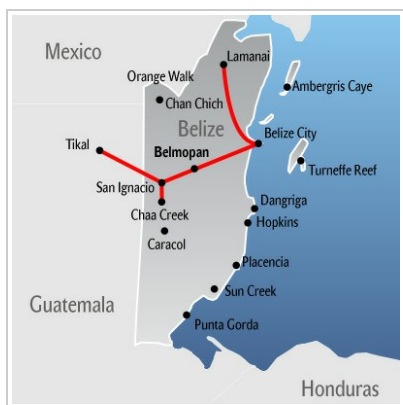 Mexico
Lamanai
Orange Walk
Ambergris Caye
Chan Chich
Belize
Tikal
Belize City
Belmopan
Turneffe Reef
San Ignacio
Chaa Creek
Dangriga
Hopkins
Caracol
Placencia
Sun Creek
Guatemala
Punta Gorda
Honduras